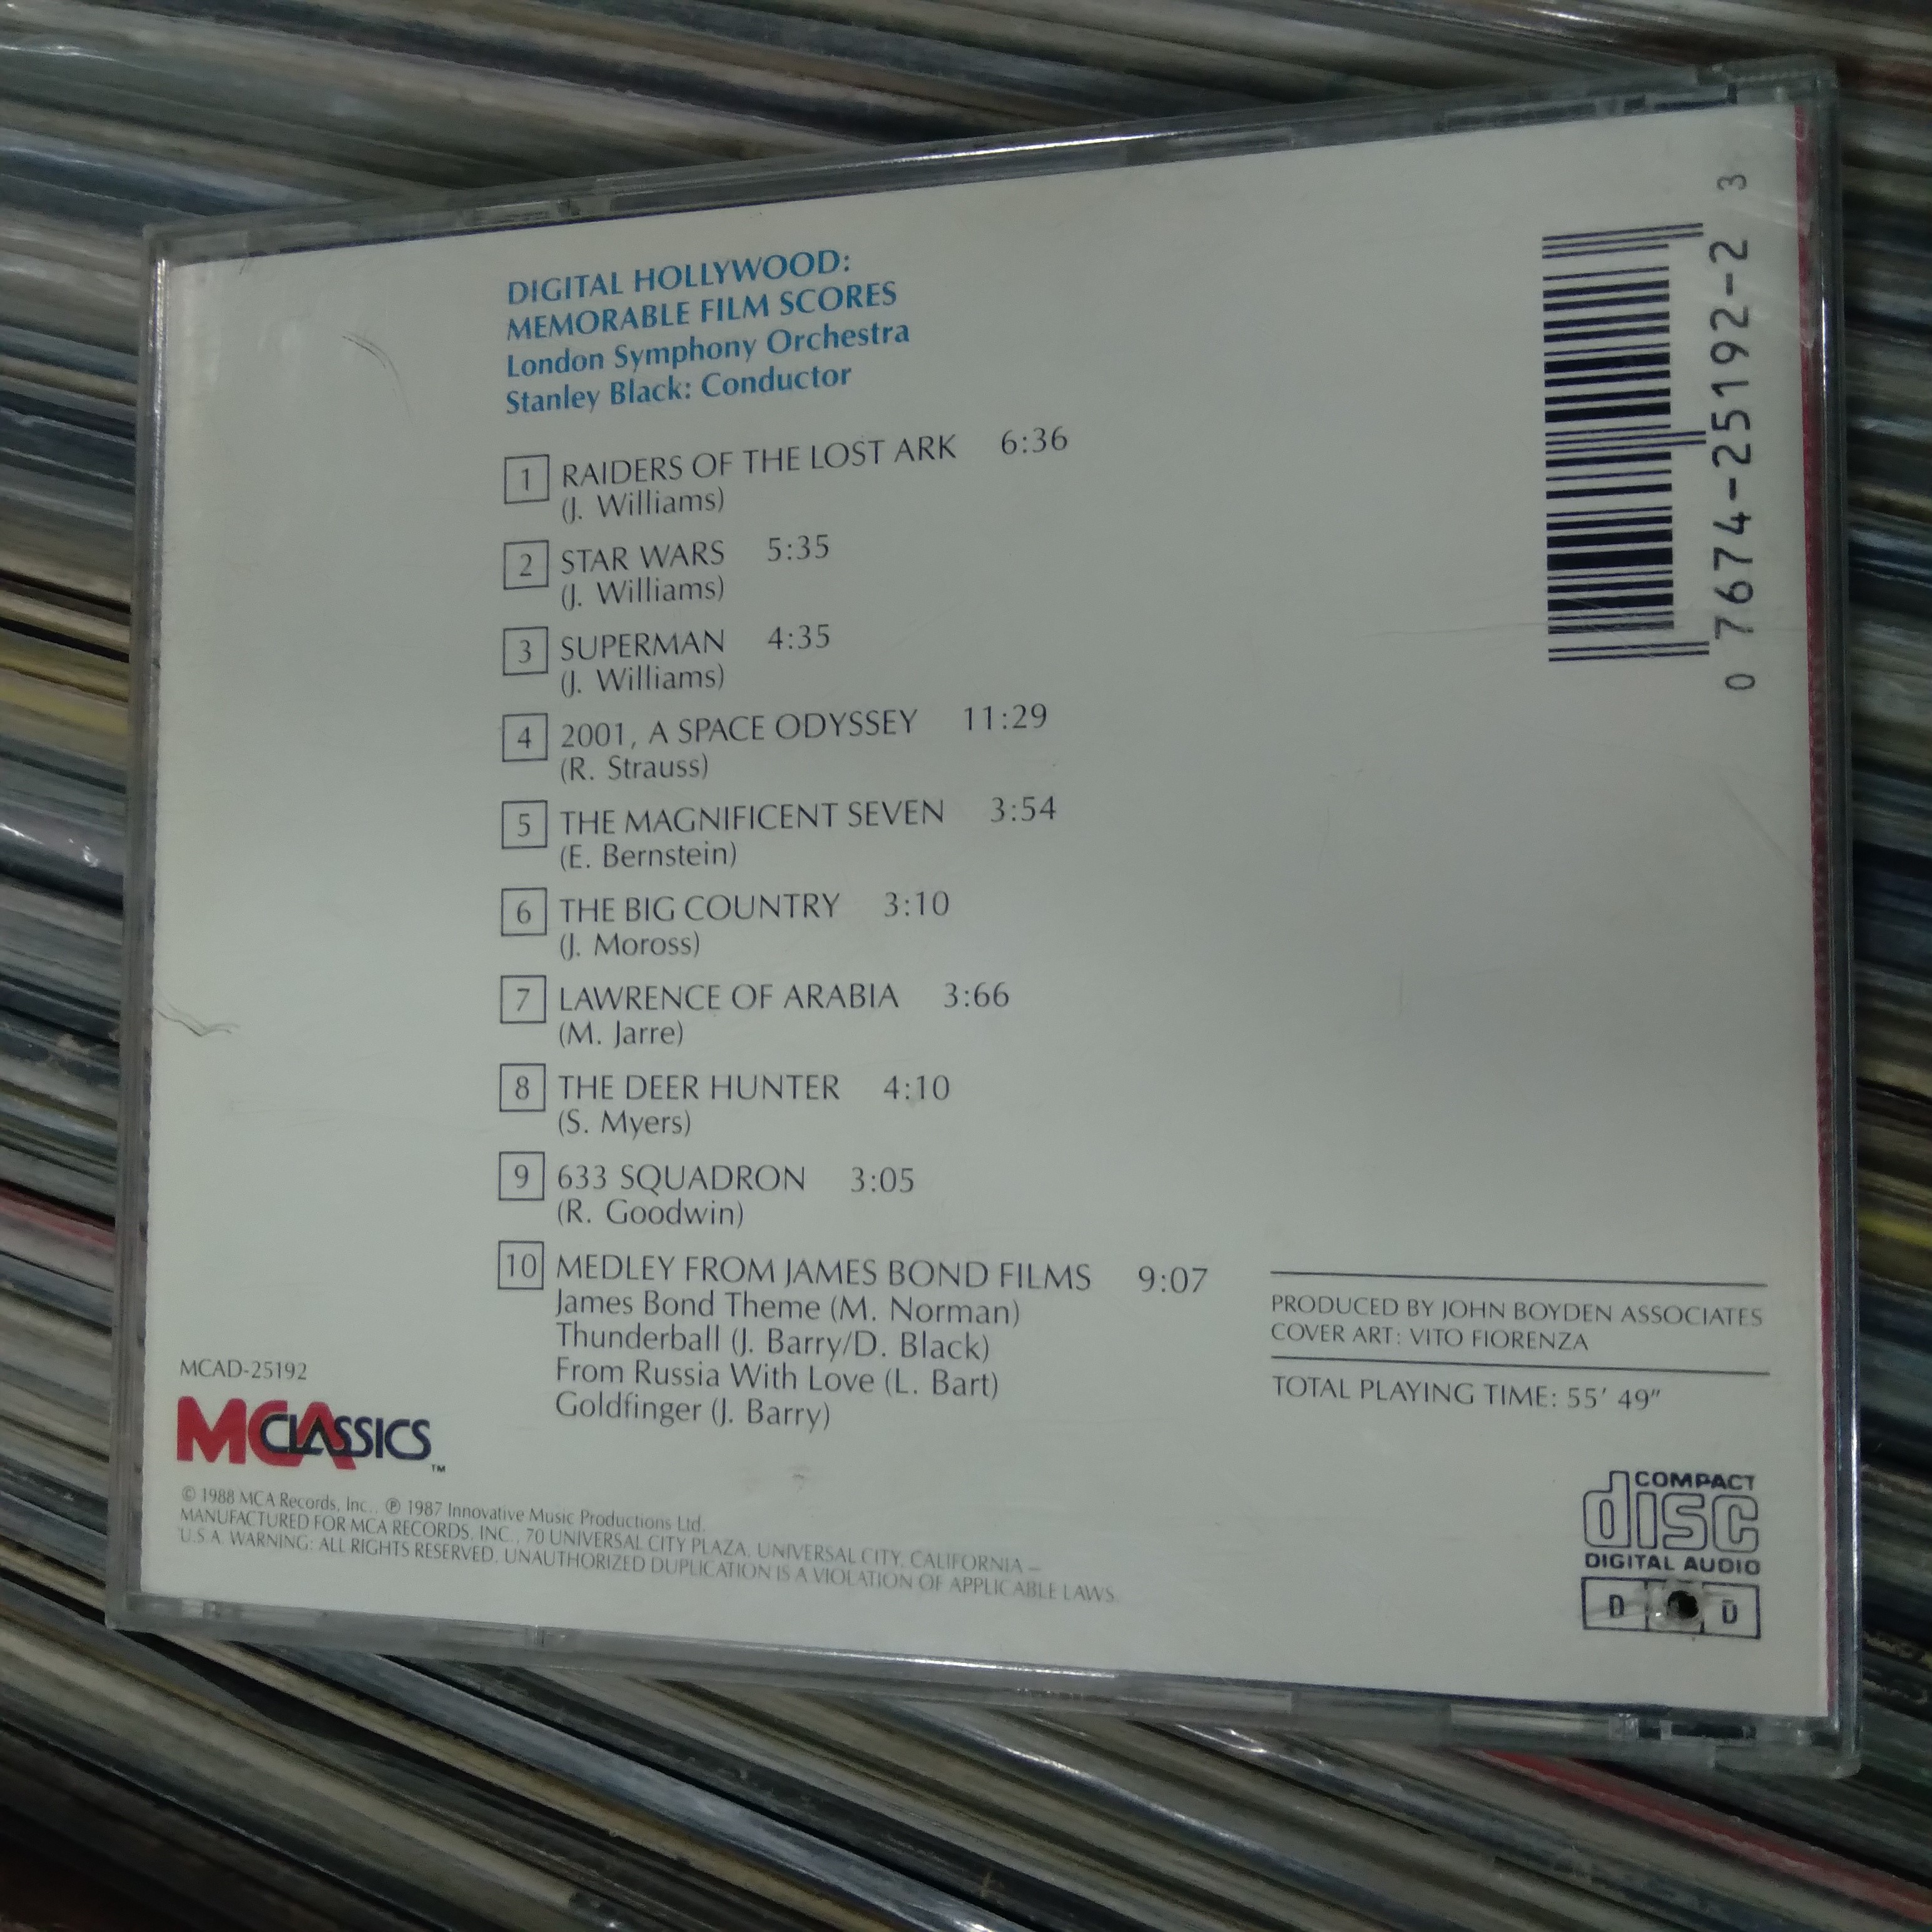 DIGITAL HOLLYWOOD:
MEMORABLE FILM SCORES
London Symphony Orchestra
Stanley Black: Conductor
1 RAIDERS OF THE LOST ARK 6:36
(J. Williams)
2 STAR WARS 5:35
(J. Williams)
3 SUPERMAN 4:35
(J. Williams)
4 2001, A SPACE ODYSSEY 11:29
(R. Strauss)
5 THE MAGNIFICENT SEVEN 3:54
(E. Bernstein)
6 THE BIG COUNTRY 3:10
(J. Moross)
7 LAWRENCE OF ARABIA 3:66
(M. Jarre)
8 THE DEER HUNTER 4:10
(S. Myers)
9 633 SQUADRON 3:05
(R. Goodwin)
10 MEDLEY FROM JAMES BOND FILMS 9:07
James Bond Theme (M. Norman)
Thunderball (J. Barry/D. Black)
From Russia With Love (L. Bart)
Goldfinger (J. Barry)
0 7674-25192-2 3
PRODUCED BY JOHN BOYDEN ASSOCIATES
COVER ART: VITO FIORENZA
TOTAL PLAYING TIME: 55' 49"
MCAD-25192
MCA CLASSICS ™
© 1988 MCA Records, Inc., ℗ 1987 Innovative Music Productions Ltd.
MANUFACTURED FOR MCA RECORDS, INC., 70 UNIVERSAL CITY PLAZA, UNIVERSAL CITY, CALIFORNIA –
U.S.A. WARNING: ALL RIGHTS RESERVED. UNAUTHORIZED DUPLICATION IS A VIOLATION OF APPLICABLE LAWS.
COMPACT
disc
DIGITAL AUDIO
D D